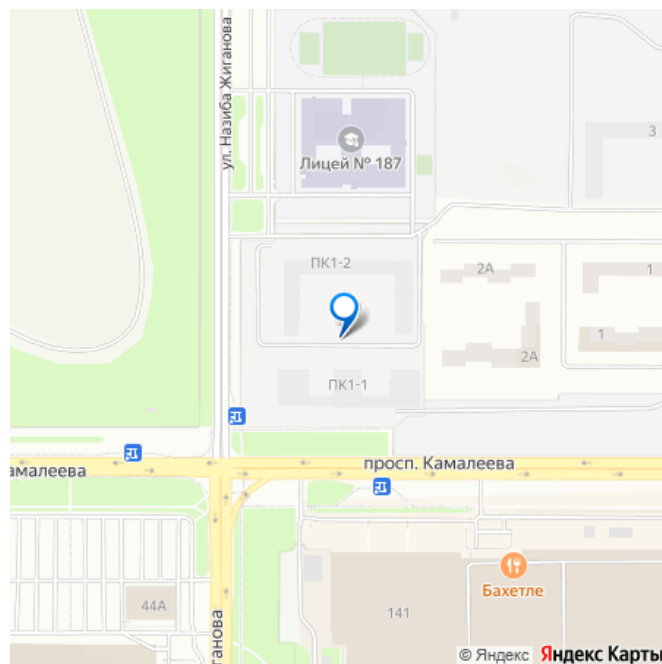 ул. Назиба Жиганова
Лицей № 187
3
ПК1-2
2А
1
1
2А
ПК1-1
просп. Камалеева
амалеева
Бахетле
44А
141
ганова
© Яндекс Яндекс Карты